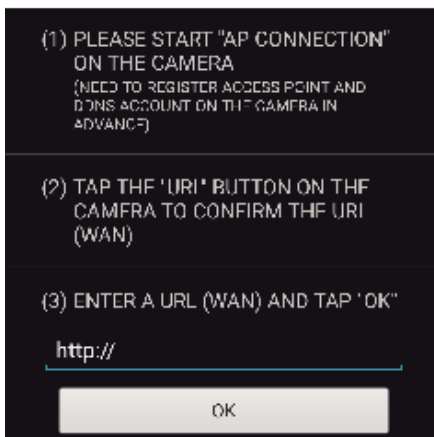 (1) PLEASE START "AP CONNECTION"
ON THE CAMERA
(NEED TO REGISTER ACCESS POINT AND
DDNS ACCOUNT ON THE CAMERA IN
ADVANCE)
(2) TAP THE "URL" BUTTON ON THE
CAMERA TO CONFIRM THE URL
(WAN)
(3) ENTER A URL (WAN) AND TAP "OK"
http://
OK